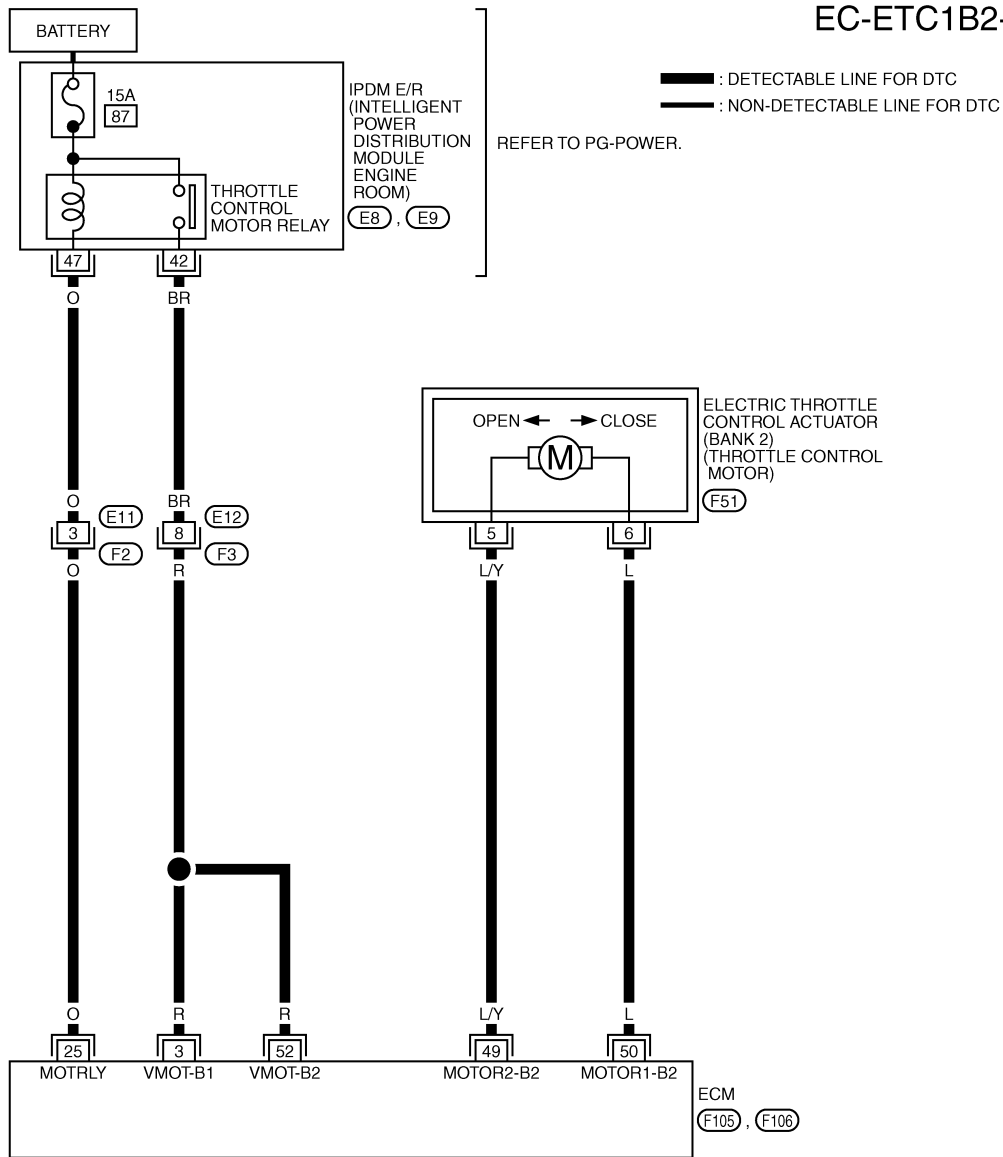 EC-ETC1B2-
BATTERY
: DETECTABLE LINE FOR DTC
: NON-DETECTABLE LINE FOR DTC
15A
87
IPDM E/R
(INTELLIGENT
POWER
DISTRIBUTION
MODULE
ENGINE
ROOM)
E8 , E9
REFER TO PG-POWER.
THROTTLE
CONTROL
MOTOR RELAY
47
42
O
BR
OPEN
CLOSE
M
ELECTRIC THROTTLE
CONTROL ACTUATOR
(BANK 2)
(THROTTLE CONTROL
MOTOR)
F51
O
BR
3
E11
8
E12
F2
F3
5
6
O
R
L/Y
L
O
R
R
L/Y
L
25
3
52
49
50
MOTRLY
VMOT-B1
VMOT-B2
MOTOR2-B2
MOTOR1-B2
ECM
F105 , F106